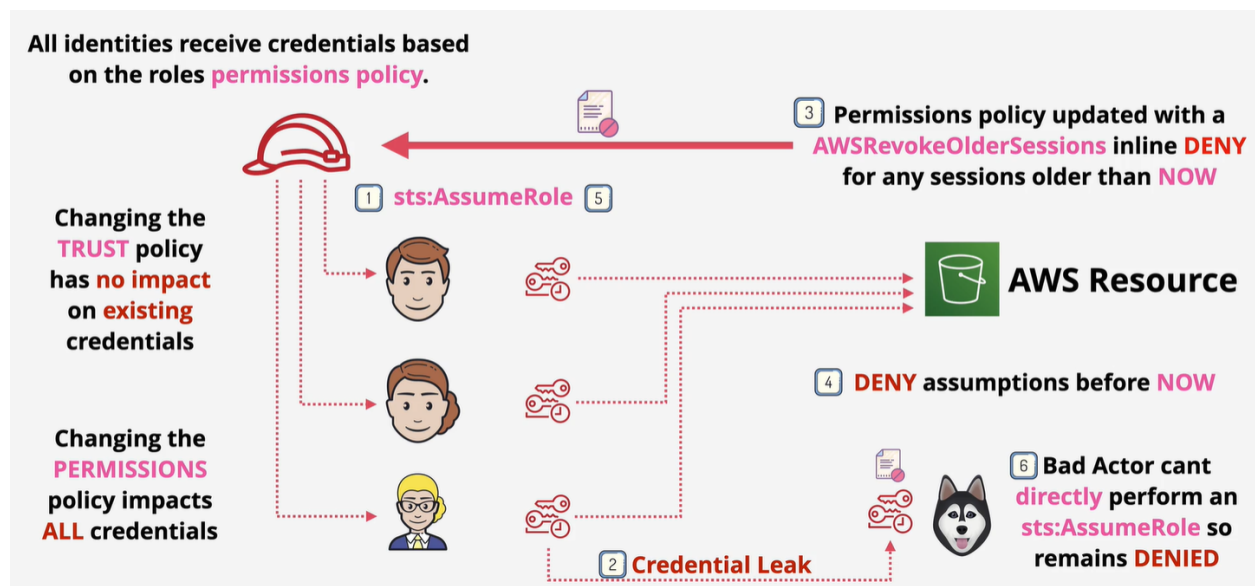 All identities receive credentials based
on the roles permissions policy.
3 Permissions policy updated with a
AWSRevokeOlderSessions inline DENY
for any sessions older than NOW
1 sts:AssumeRole 5
Changing the
TRUST policy
has no impact
on existing
credentials
AWS Resource
4 DENY assumptions before NOW
Changing the
PERMISSIONS
policy impacts
ALL credentials
6 Bad Actor cant
directly perform an
sts:AssumeRole so
remains DENIED
2 Credential Leak